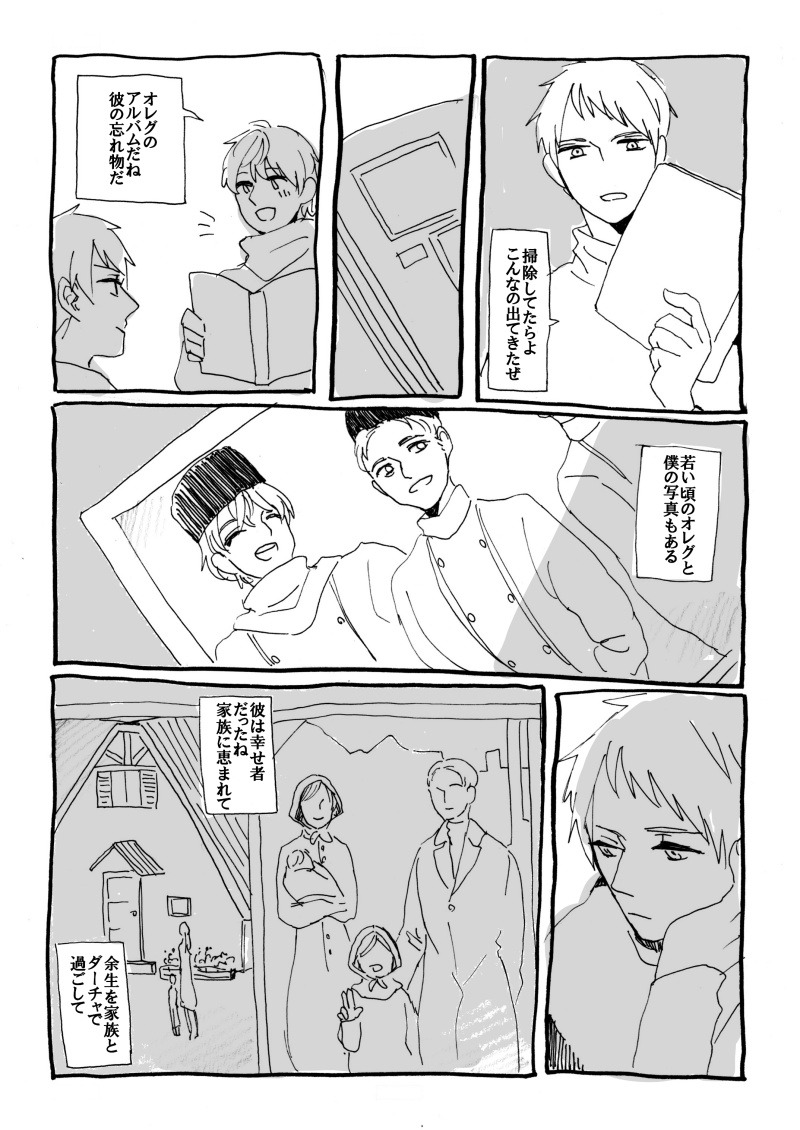 掃除してたらよ
こんなの出てきたぜ
オレグの
アルバムだね
彼の忘れ物だ
若い頃のオレグと
僕の写真もある
彼は幸せ者
だったね
家族に恵まれて
余生を家族と
ダーチャで
過ごして